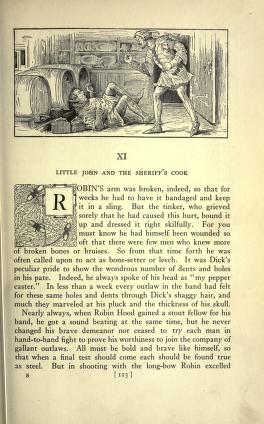 XI
LITTLE JOHN AND THE SHERIFF'S COOK
ROBIN'S arm was broken, indeed, so that for
weeks he had to have it bandaged and keep
it in a sling. But the tinker, who grieved
sorely that he had caused this hurt, bound it
up and dressed it right skilfully. For you
must know he had himself been wounded so
oft that there were few men who knew more
of broken bones or bruises. So from that time forth he was
often called upon to act as bone-setter or leech. It was Dick's
peculiar pride to show the wondrous number of dents and holes
in his pate. Indeed, he always spoke of his head as "my pepper
caster." In less than a week every outlaw in the band had felt
for these same holes and dents through Dick's shaggy hair, and
much they marveled at his pluck and the thickness of his skull.
Nearly always, when Robin Hood gained a stout fellow for his
band, he got a sound beating at the same time, but he never
changed his brave demeanor nor ceased to try each man in
hand-to-hand fight to prove his worthiness to join the company of
gallant outlaws. All must be bold and brave like himself, so
that when a final test should come each should be found true
as steel. But in shooting with the long-bow Robin excelled
8 [113]